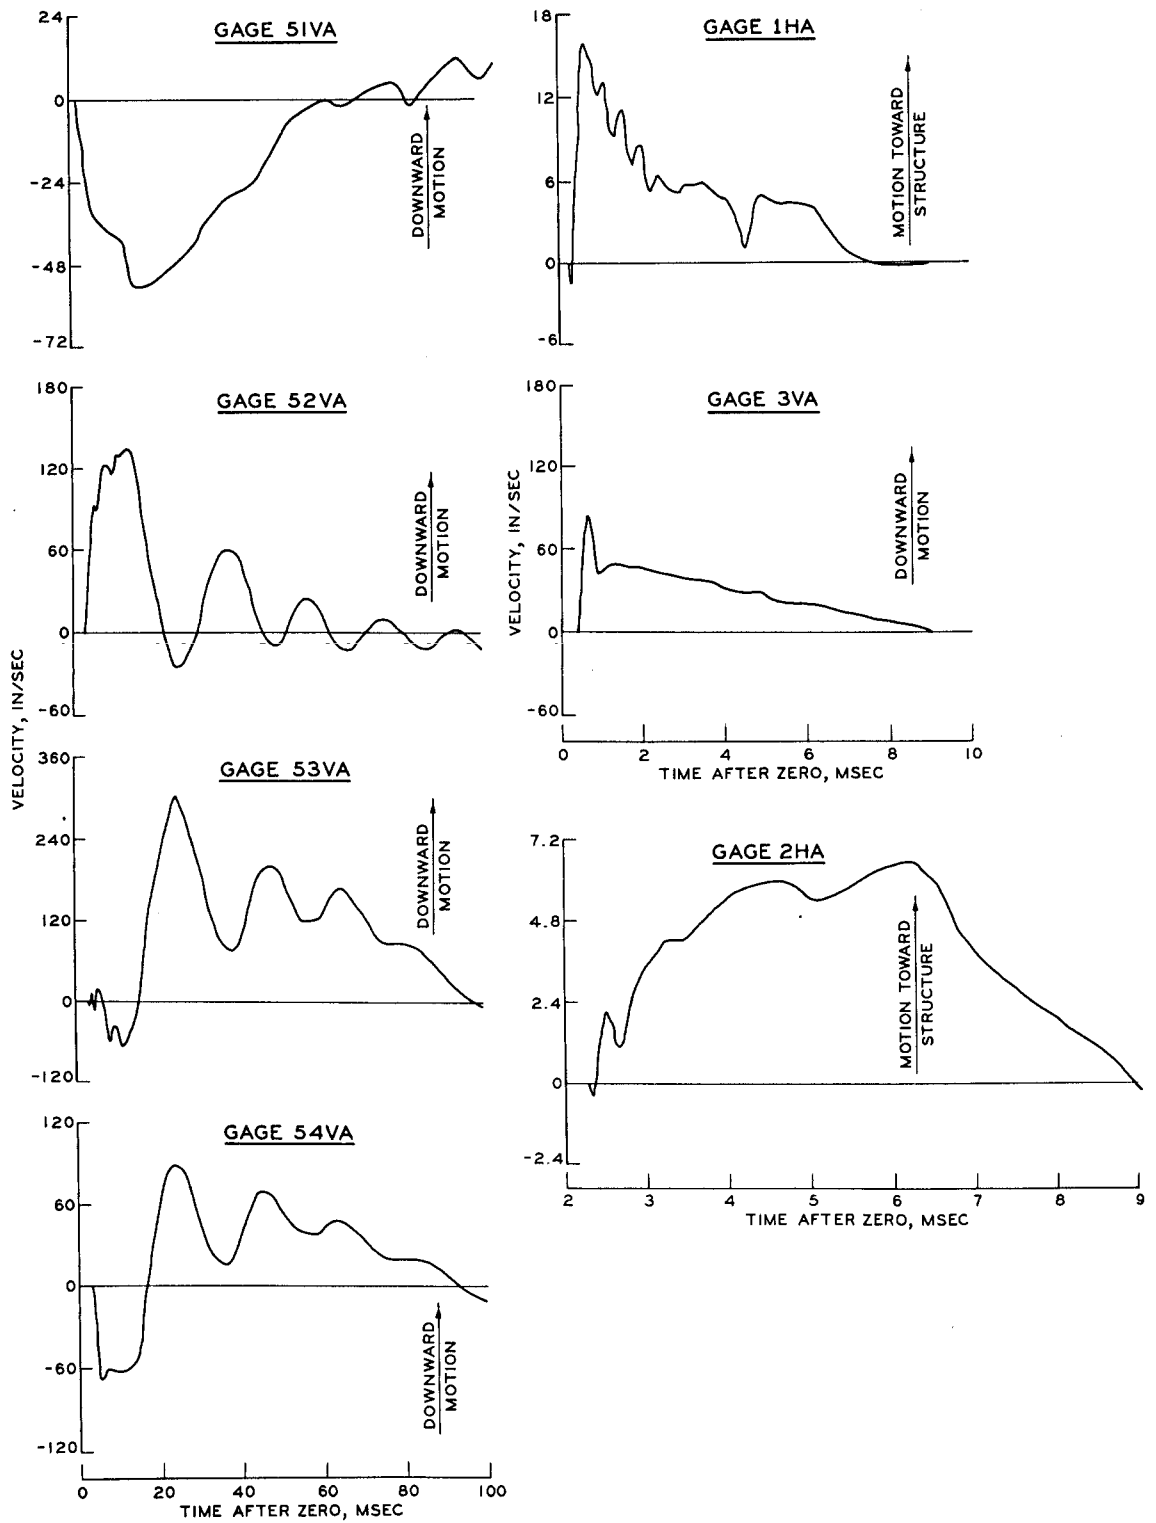 GAGE 51VA
24
0
-24
-48
-72
DOWNWARD
MOTION
GAGE 52VA
180
120
60
0
-60
DOWNWARD
MOTION
VELOCITY, IN/SEC
GAGE 53VA
360
240
120
0
-120
DOWNWARD
MOTION
GAGE 54VA
120
60
0
-60
-120
DOWNWARD
MOTION
0 20 40 60 80 100
TIME AFTER ZERO, MSEC
GAGE 1HA
18
12
6
0
-6
MOTION TOWARD
STRUCTURE
GAGE 3VA
180
120
60
0
-60
VELOCITY, IN/SEC
DOWNWARD
MOTION
0 2 4 6 8 10
TIME AFTER ZERO, MSEC
GAGE 2HA
7.2
4.8
2.4
0
-2.4
MOTION TOWARD
STRUCTURE
2 3 4 5 6 7 8 9
TIME AFTER ZERO, MSEC